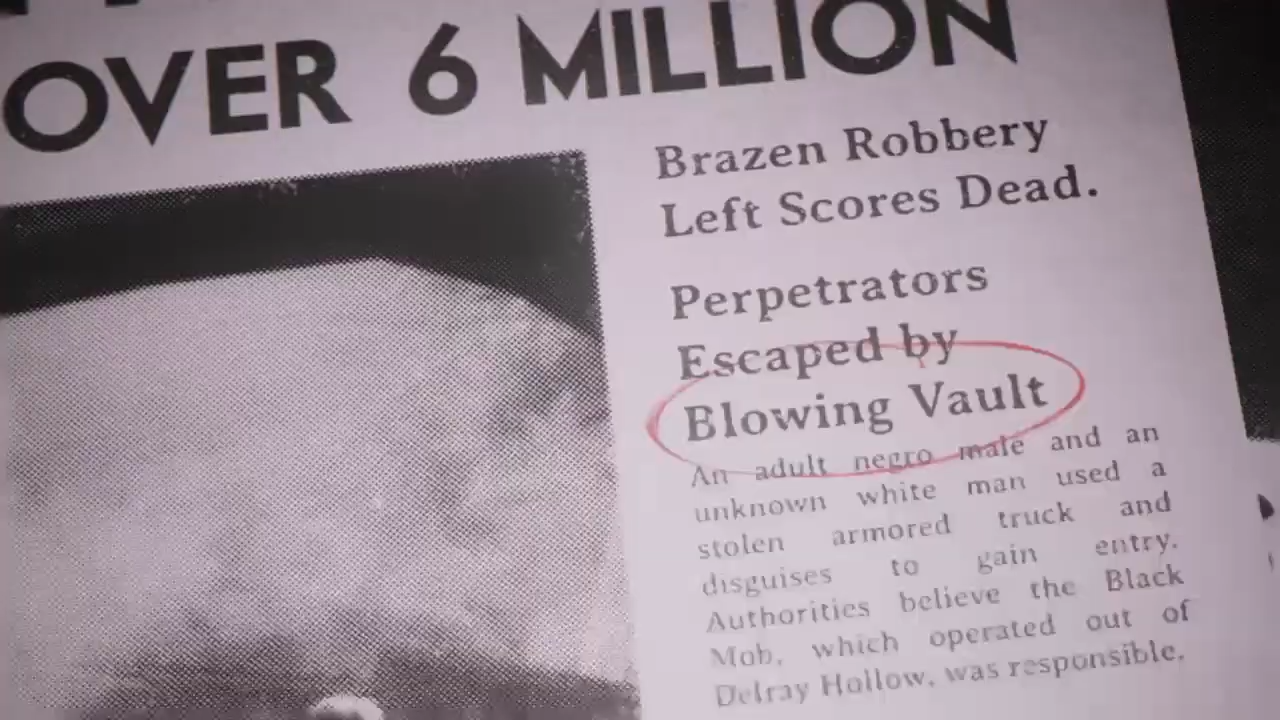 OVER 6 MILLION
Brazen Robbery
Left Scores Dead.
Perpetrators
Escaped by
Blowing Vault
An adult negro male and an
unknown white man used a
stolen armored truck and
disguises to gain entry.
Authorities believe the Black
Mob, which operated out of
Delray Hollow, was responsible.